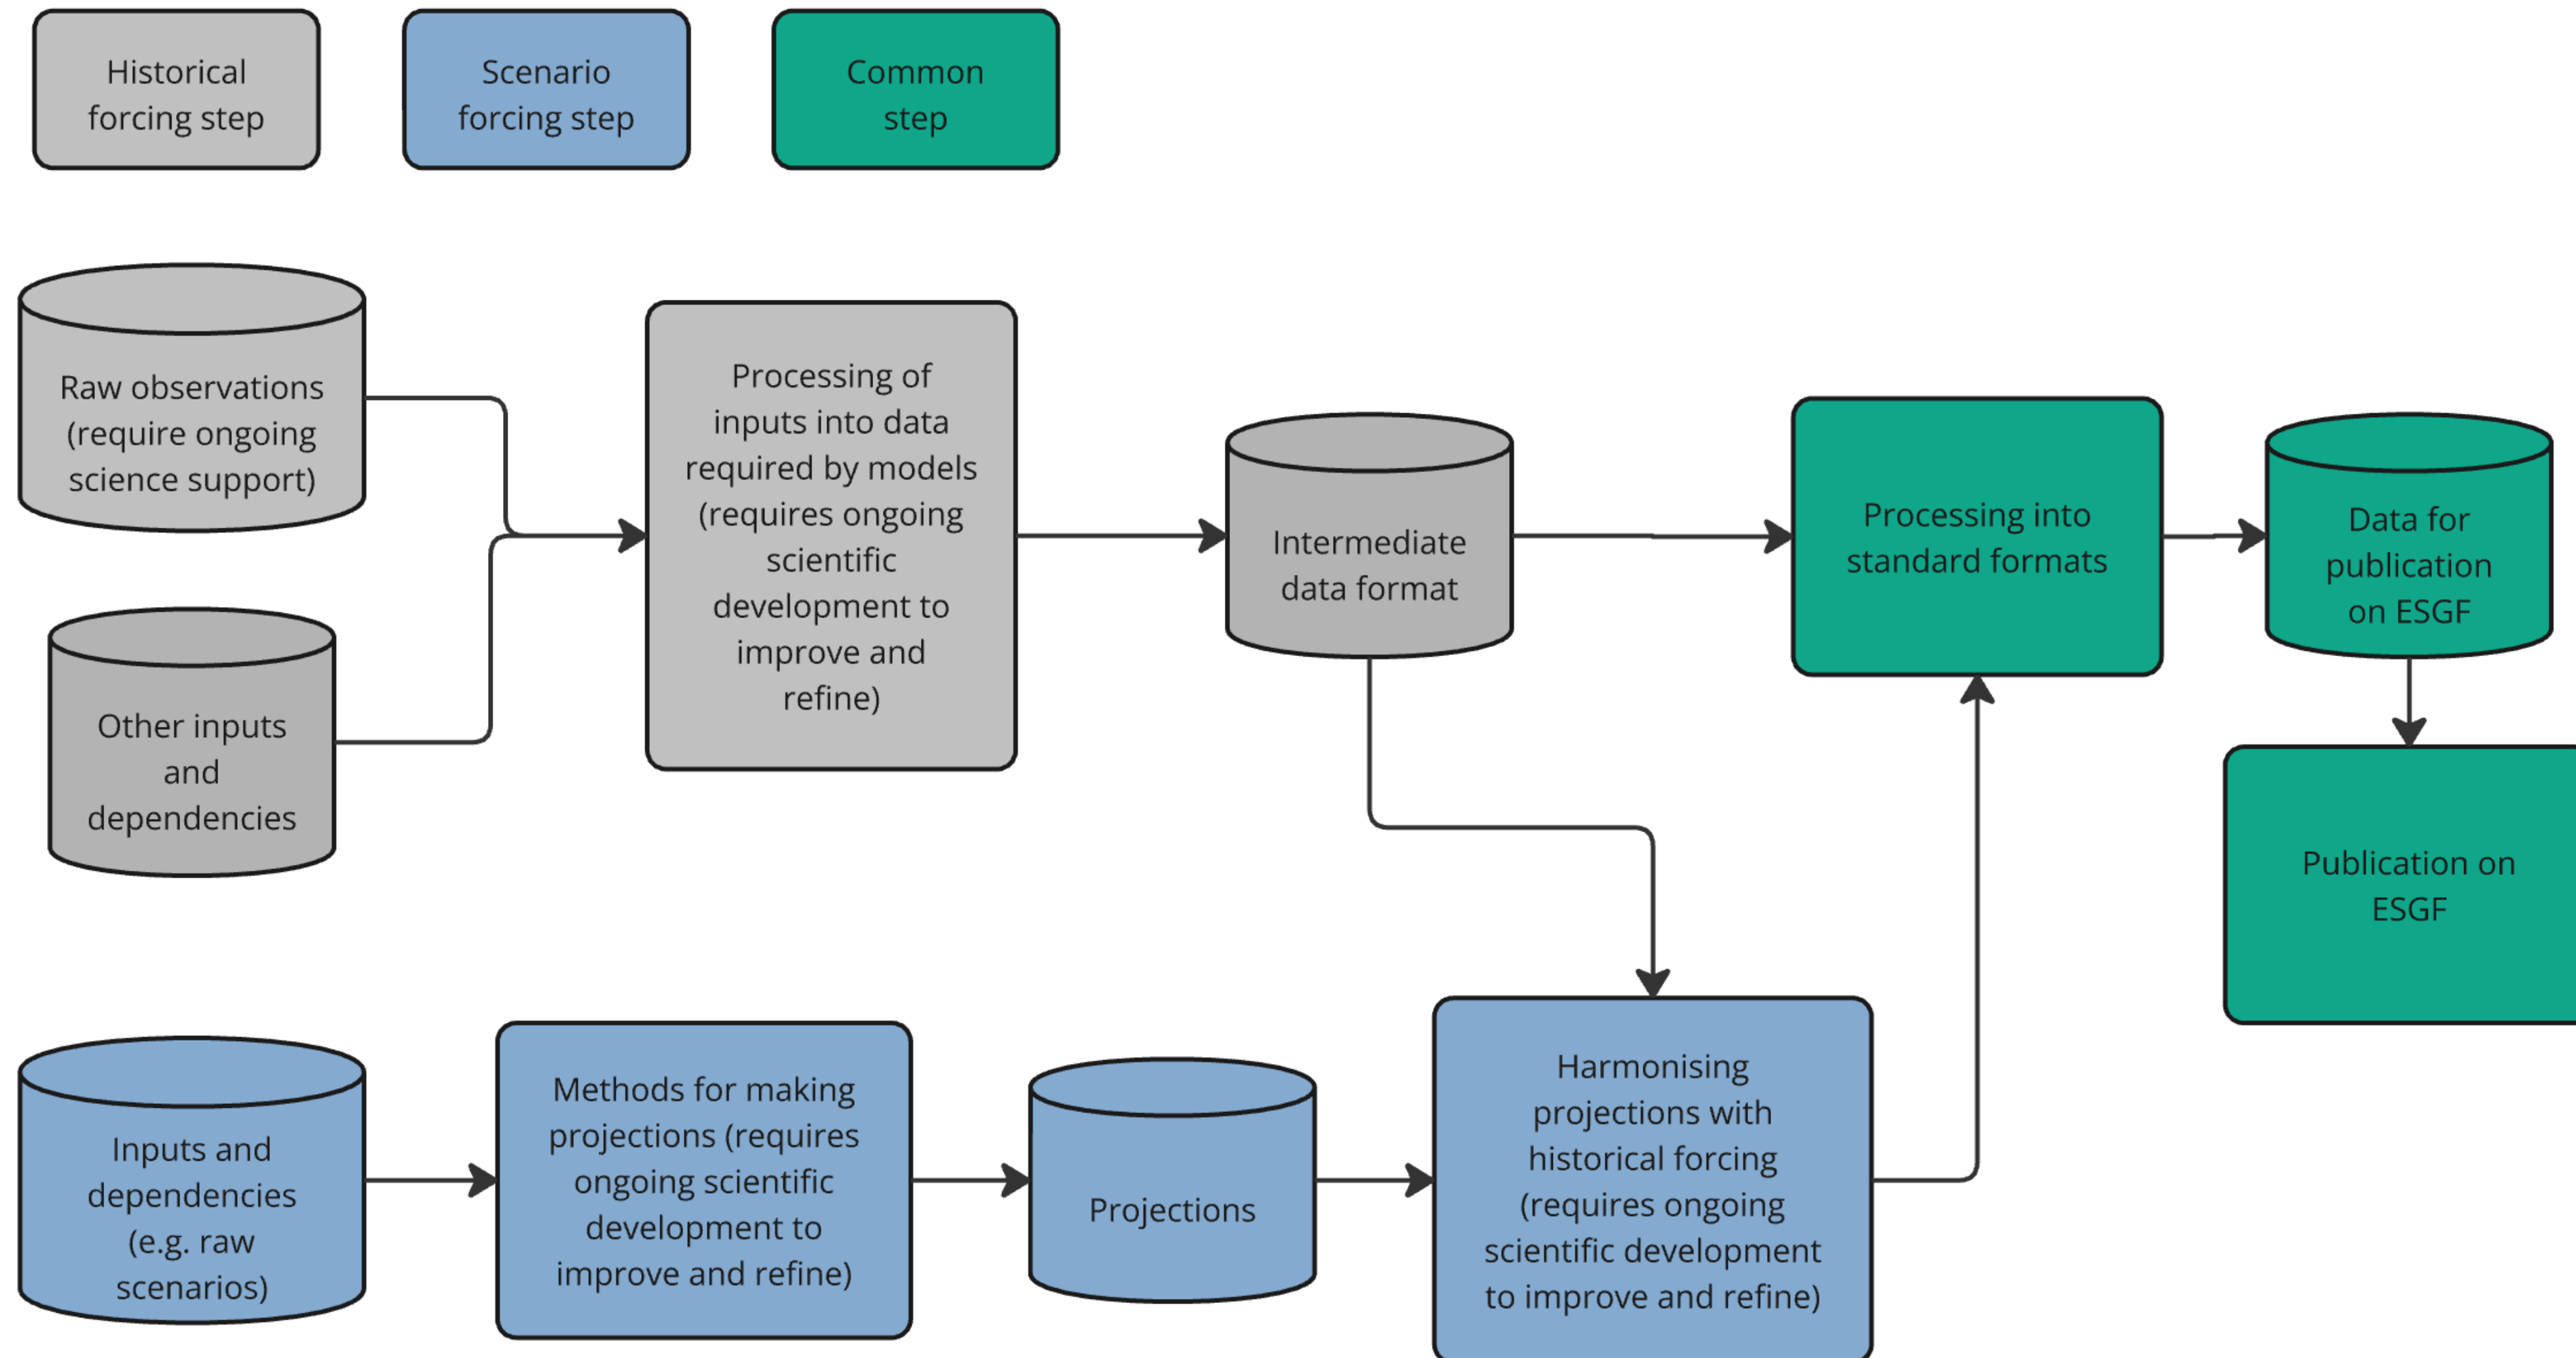 Historical
forcing step
Scenario
forcing step
Common
step
Raw observations
(require ongoing
science support)
Other inputs
and
dependencies
Processing of
inputs into data
required by models
(requires ongoing
scientific
development to
improve and
refine)
Intermediate
data format
Processing into
standard formats
Data for
publication
on ESGF
Publication on
ESGF
Inputs and
dependencies
(e.g. raw
scenarios)
Methods for making
projections (requires
ongoing scientific
development to
improve and refine)
Projections
Harmonising
projections with
historical forcing
(requires ongoing
scientific development
to improve and refine)